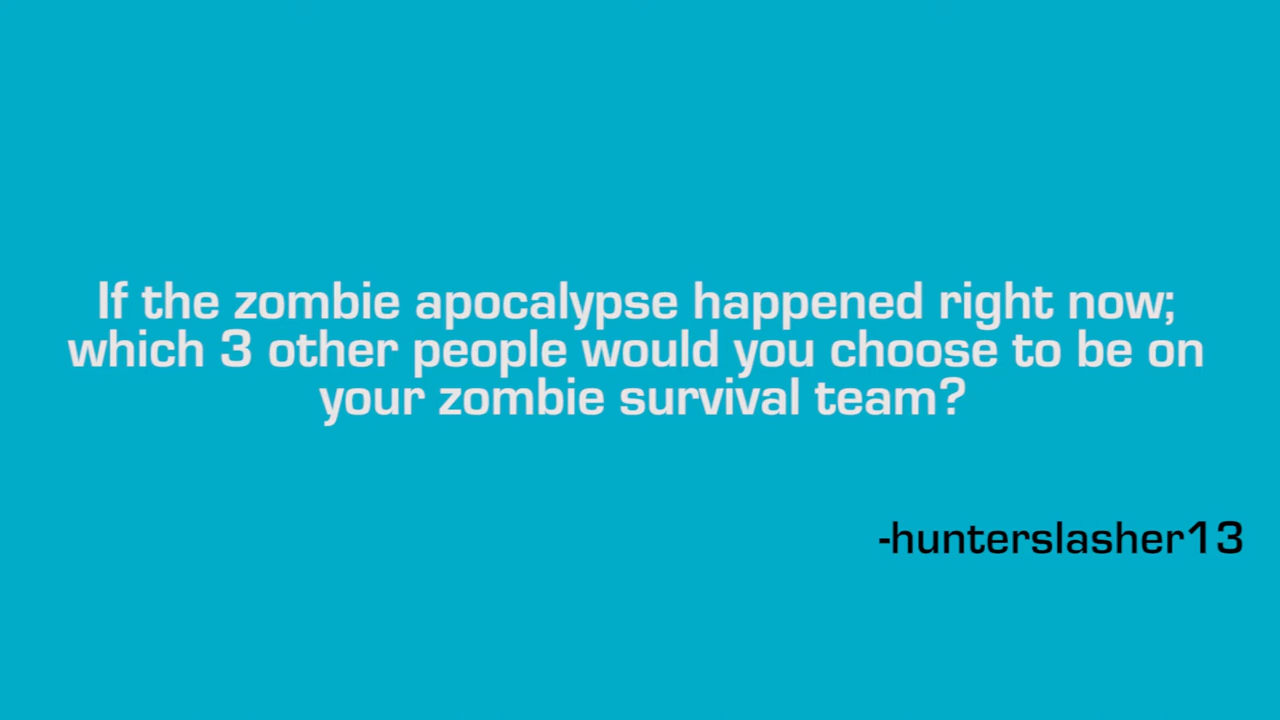 If the zombie apocalypse happened right now;
which 3 other people would you choose to be on
your zombie survival team?
-hunterslasher13